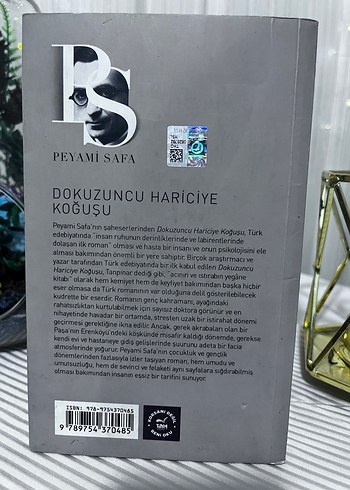 PS
PEYAMİ SAFA
DOKUZUNCU HARİCİYE
KOĞUŞU
Peyami Safa'nın şaheserlerinden Dokuzuncu Hariciye Koğuşu, Türk
edebiyatında "insan ruhunun derinliklerinde ve labirentlerinde
dolaşan ilk roman" olması ve hasta bir insanı ve onun psikolojisini ele
alması bakımından önemli bir yere sahiptir. Birçok araştırmacı ve
yazar tarafından Türk edebiyatında bir ilk kabul edilen Dokuzuncu
Hariciye Koğuşu, Tanpınar dediği gibi, "acının ve ıstırabın yegâne
kitabı" olarak hem kemiyet hem de keyfiyet bakımından başka hiçbir
eser olmasa da Türk romanının var olduğuna delil gösterilebilecek
kudrette bir eserdir. Romanın genç kahramanı, ayağındaki
rahatsızlıktan kurtulabilmek için sayısız doktora görünür ve en
nihayetinde havadar bir ortamda, stresten uzak bir istirahat dönemi
geçirmesi gerektiğine ikna edilir. Ancak, gerek akrabaları olan bir
Paşa'nın Erenköyü'ndeki köşkünde misafir kaldığı dönemde, gerekse
kendi evi ve hastaneye gidiş gelişlerinde suurunu adeta bir facia
atmosferinde yoğurur. Peyami Safa'nın çocukluk ve gençlik
dönemlerinden fazlasıyla izler taşıyan roman, hem umudu ve
umutsuzluğu, hem de sevinci ve felaketi aynı sayfalara sığdırabilmiş
olması bakımından insanın eşsiz bir tarifini sunuyor.
ISBN: 978-9754370485
9 789754 370485
KORSANI DEĞİL
BENİ OKU